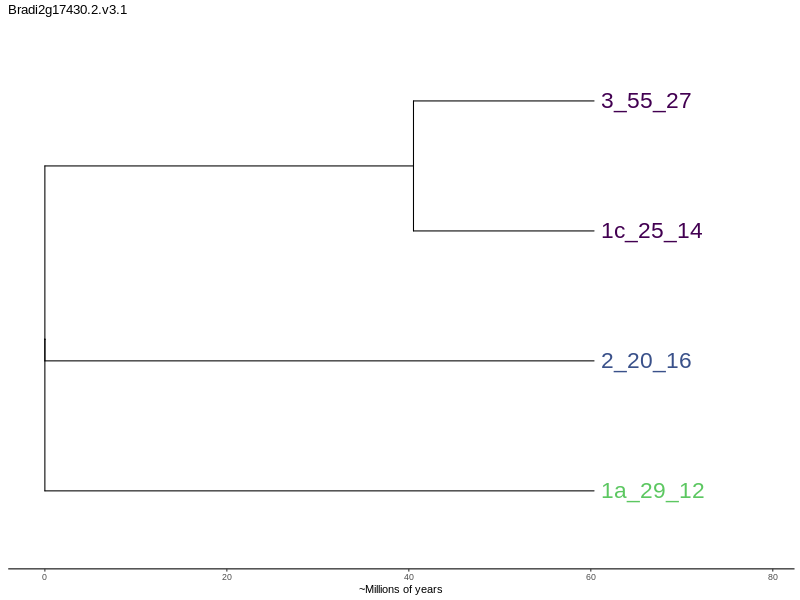 Bradi2g17430.2.v3.1
3_55_27
1c_25_14
2_20_16
1a_29_12
0 20 40 60 80
~Millions of years